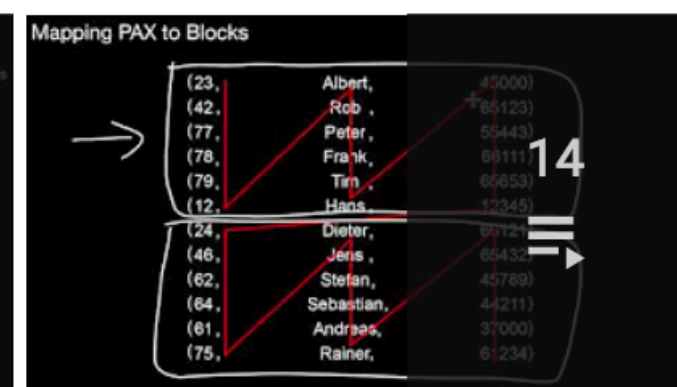 Mapping PAX to Blocks
(23, Albert, 45000)
(42, Rob , 65123)
(77, Peter, 55443)
(78, Frank, 66111)
(79, Tim , 65653)
(12, Hans, 12345)
(24, Dieter,
(46, Jens , 65432)
(62, Stefan, 45789)
(64, Sebastian, 44211)
(61, Andreas, 37000)
(75, Rainer, 61234)
14